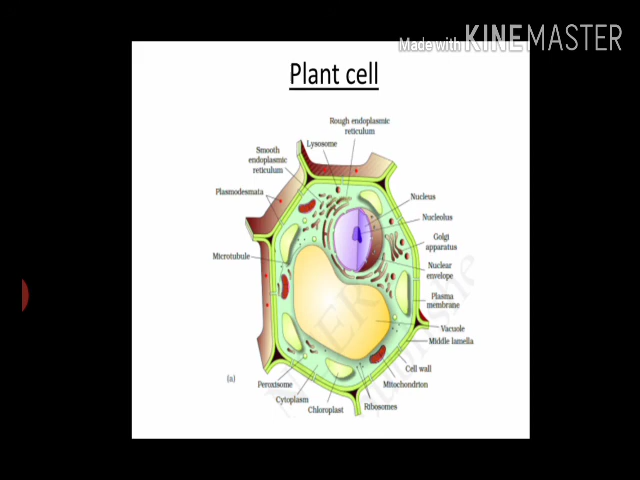 Made with KINEMASTER
Plant cell
Rough endoplasmic
reticulum
Lysosome
Smooth
endoplasmic
reticulum
Plasmodesmata
Nucleus
Nucleolus
Golgi
apparatus
Microtubule
Nuclear
envelope
Plasma
membrane
Vacuole
Middle lamella
Cell wall
(a)
Peroxisome
Mitochondrion
Cytoplasm
Ribosomes
Chloroplast